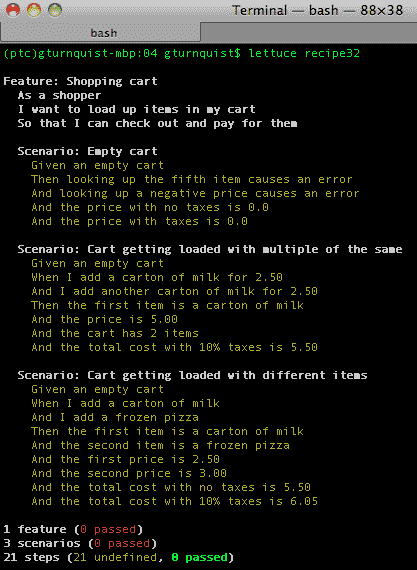 Terminal — bash — 88×38
bash
(ptc)gturnquist-mbp:04 gturnquist$ lettuce recipe32
Feature: Shopping cart
As a shopper
I want to load up items in my cart
So that I can check out and pay for them
Scenario: Empty cart
Given an empty cart
Then looking up the fifth item causes an error
And looking up a negative price causes an error
And the price with no taxes is 0.0
And the price with taxes is 0.0
Scenario: Cart getting loaded with multiple of the same
Given an empty cart
When I add a carton of milk for 2.50
And I add another carton of milk for 2.50
Then the first item is a carton of milk
And the price is 5.00
And the cart has 2 items
And the total cost with 10% taxes is 5.50
Scenario: Cart getting loaded with different items
Given an empty cart
When I add a carton of milk
And I add a frozen pizza
Then the first item is a carton of milk
And the second item is a frozen pizza
And the first price is 2.50
And the second price is 3.00
And the total cost with no taxes is 5.50
And the total cost with 10% taxes is 6.05
1 feature (0 passed)
3 scenarios (0 passed)
21 steps (21 undefined, 0 passed)